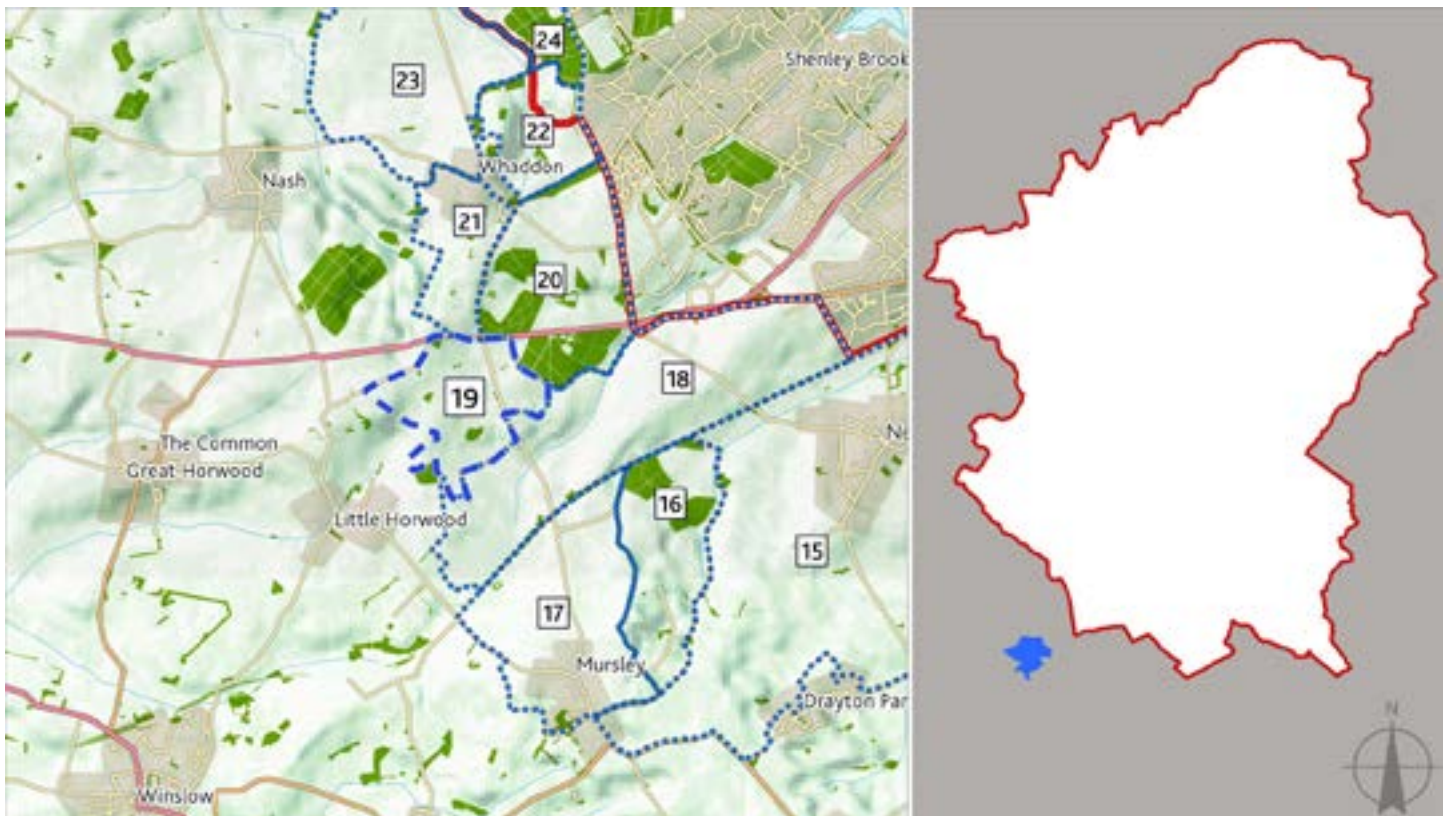 24
Shenley Brook
23
22
Whaddon
Nash
21
20
18
19
The Common
Great Horwood
Ne
16
Little Horwood
15
17
Mursley
Drayton Par
Winslow
N